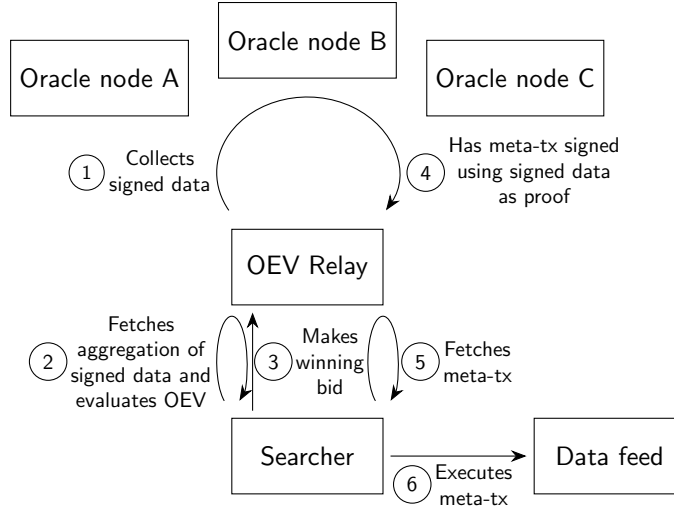 Oracle node B
Oracle node A
Oracle node C
1
Collects
signed data
4
Has meta-tx signed
using signed data
as proof
OEV Relay
2
Fetches
aggregation of
signed data and
evaluates OEV
3
Makes
winning
bid
5
Fetches
meta-tx
Searcher
Data feed
6
Executes
meta-tx